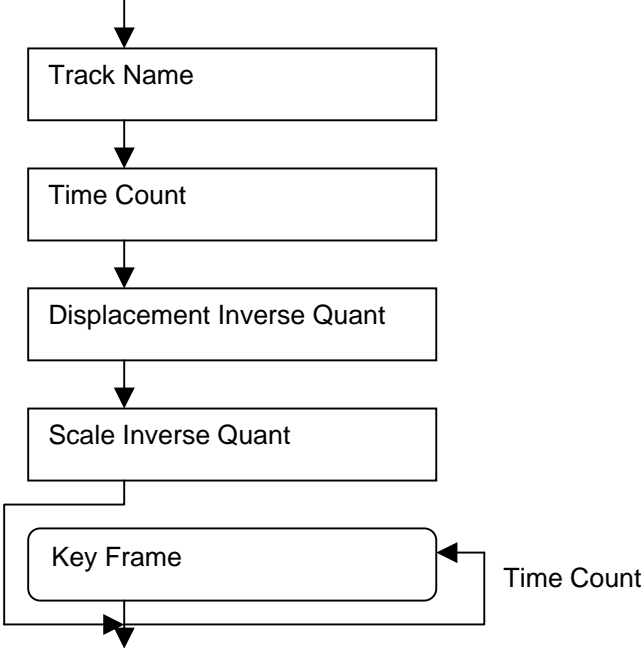 Track Name
Time Count
Displacement Inverse Quant
Scale Inverse Quant
Key Frame
Time Count